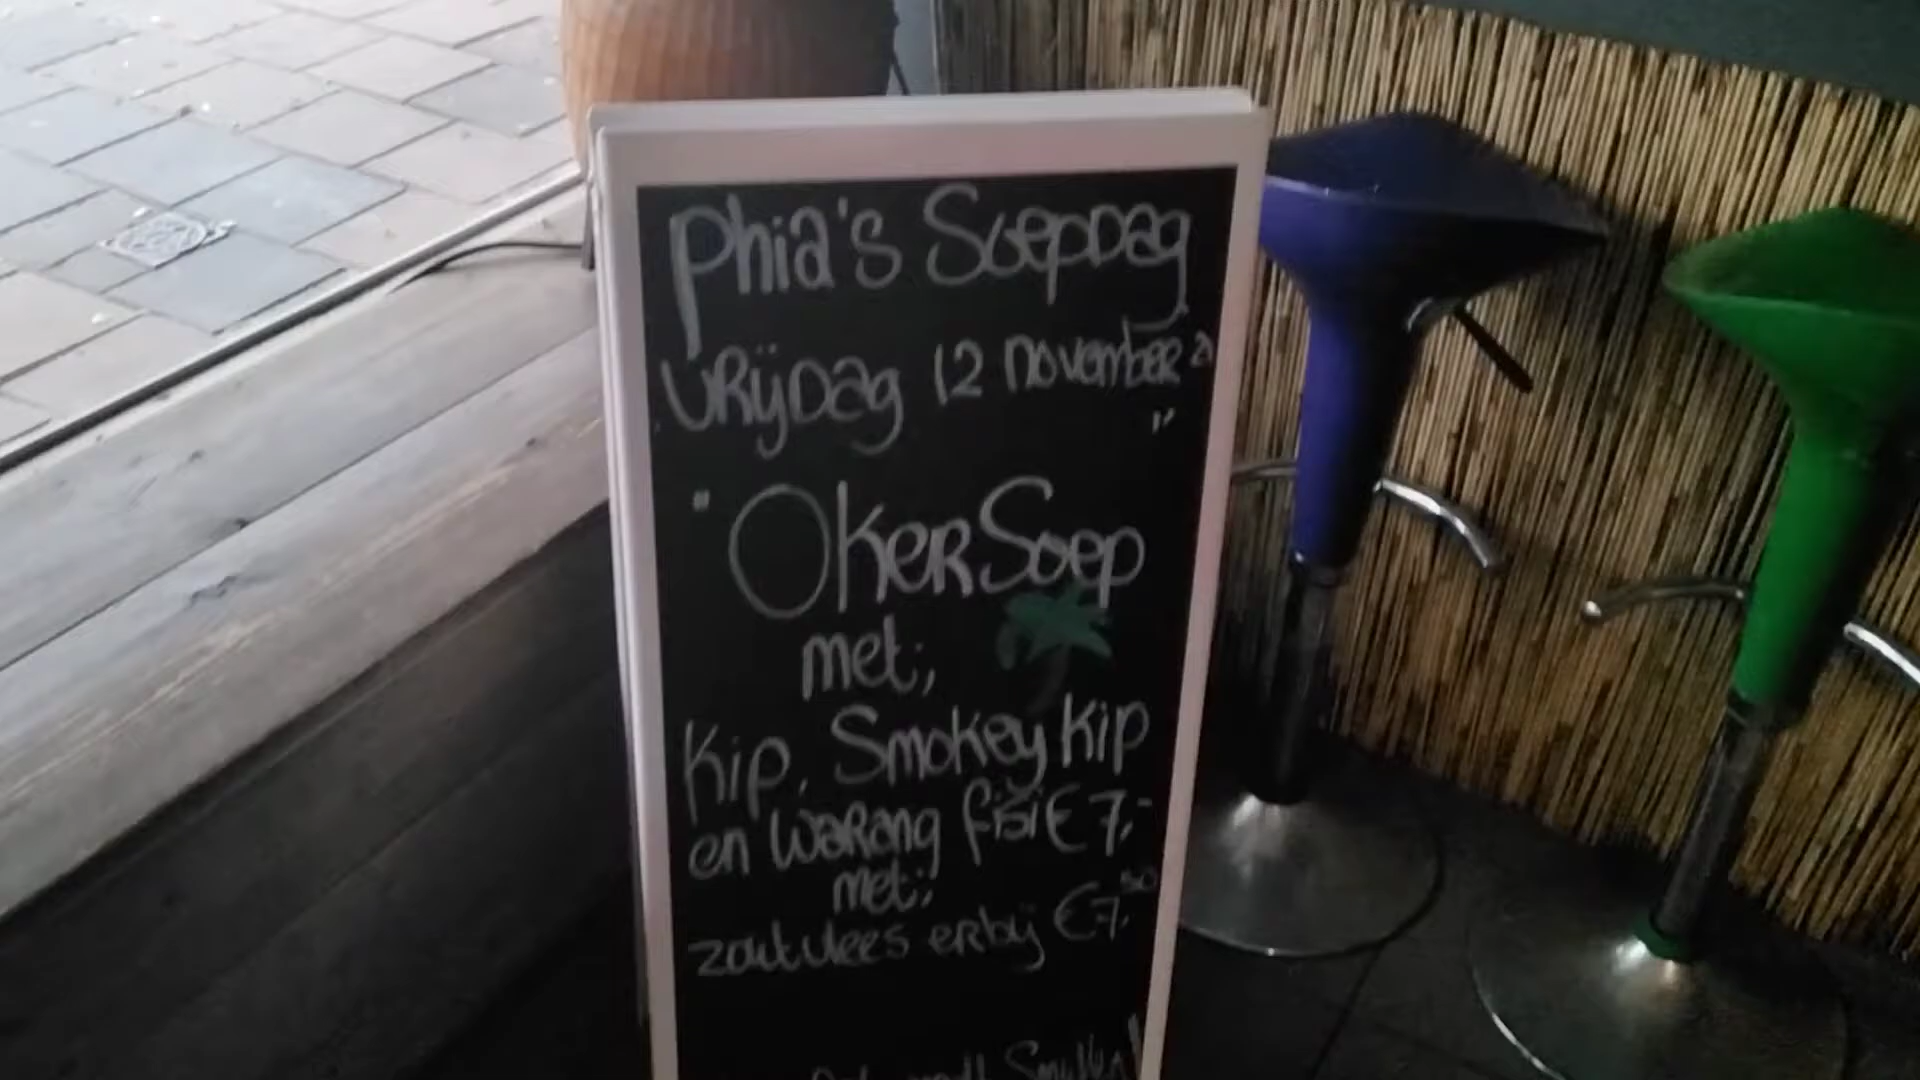 Phia's SoepDag
VRijDag 12 november 21
"OkerSoep"
met;
Kip, Smokey Kip
en waRang fisi €7,-
met;
zoutvlees erbij €7,50